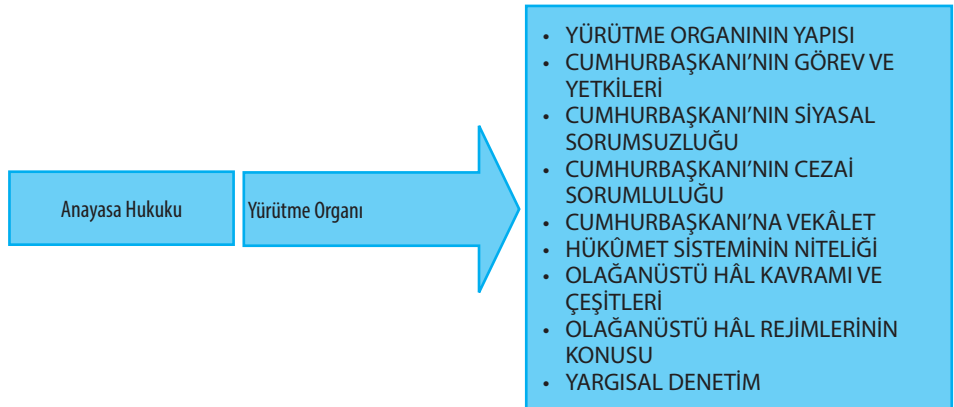 Anayasa Hukuku
Yürütme Organı
• YÜRÜTME ORGANININ YAPISI
• CUMHURBAŞKANI’NIN GÖREV VE
YETKİLERİ
• CUMHURBAŞKANI’NIN SİYASAL
SORUMSUZLUĞU
• CUMHURBAŞKANI’NIN CEZAİ
SORUMLULUĞU
• CUMHURBAŞKANI’NA VEKÂLET
• HÜKÛMET SİSTEMİNİN NİTELİĞİ
• OLAĞANÜSTÜ HÂL KAVRAMI VE
ÇEŞİTLERİ
• OLAĞANÜSTÜ HÂL REJİMLERİNİN
KONUSU
• YARGISAL DENETİM